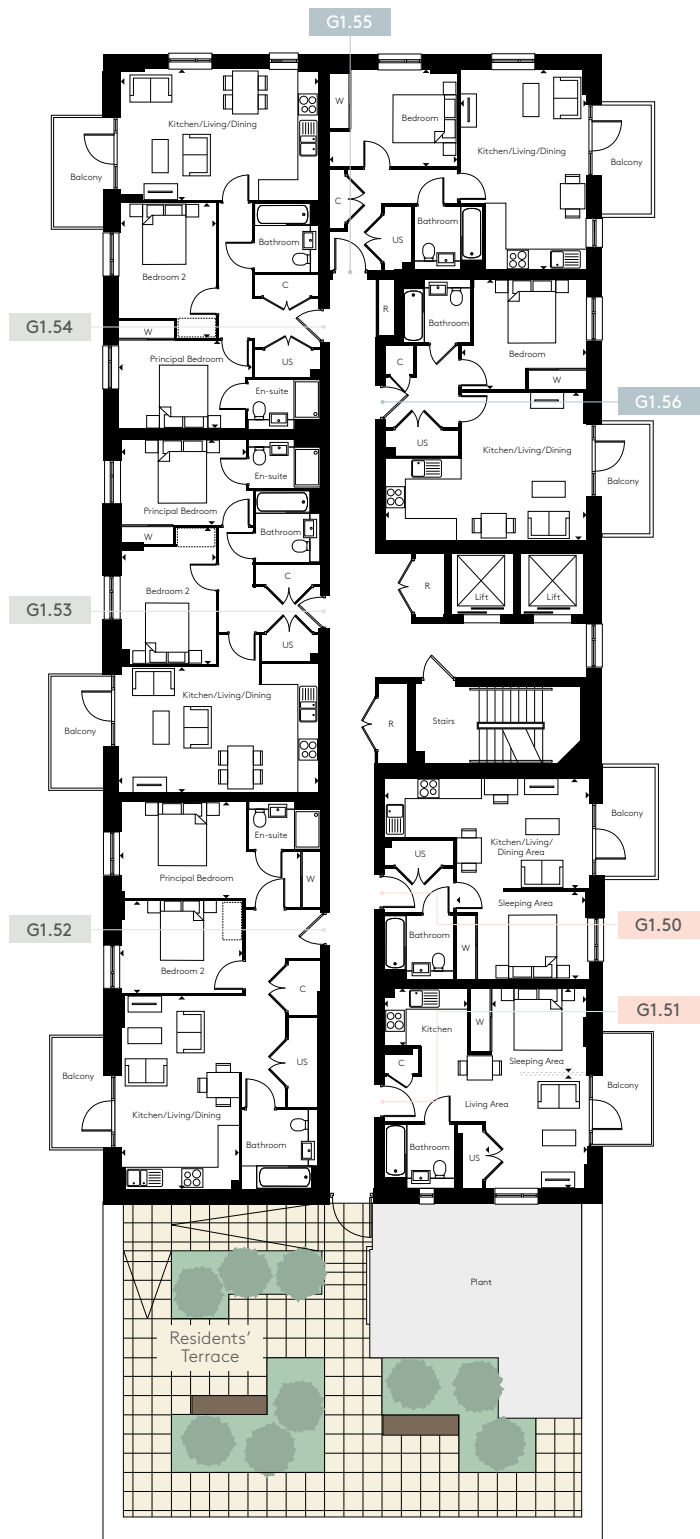 G1.55
Kitchen/Living/Dining
W
Bedroom
Kitchen/Living/Dining
Balcony
Balcony
C
Bathroom
US
Bathroom
Bedroom 2
C
R
Bathroom
G1.54
W
Principal Bedroom
US
C
Bedroom
W
En-suite
G1.56
US
Kitchen/Living/Dining
En-suite
Balcony
Principal Bedroom
Bathroom
W
C
R
Lift
Lift
Bedroom 2
G1.53
US
Kitchen/Living/Dining
Balcony
R
Stairs
Balcony
En-suite
Kitchen/Living/
Dining Area
US
Principal Bedroom
W
Sleeping Area
G1.52
G1.50
Bathroom
W
Bedroom 2
C
G1.51
Kitchen
W
Sleeping Area
Balcony
US
C
Balcony
Living Area
Kitchen/Living/Dining
Bathroom
Bathroom
US
Plant
Residents’
Terrace